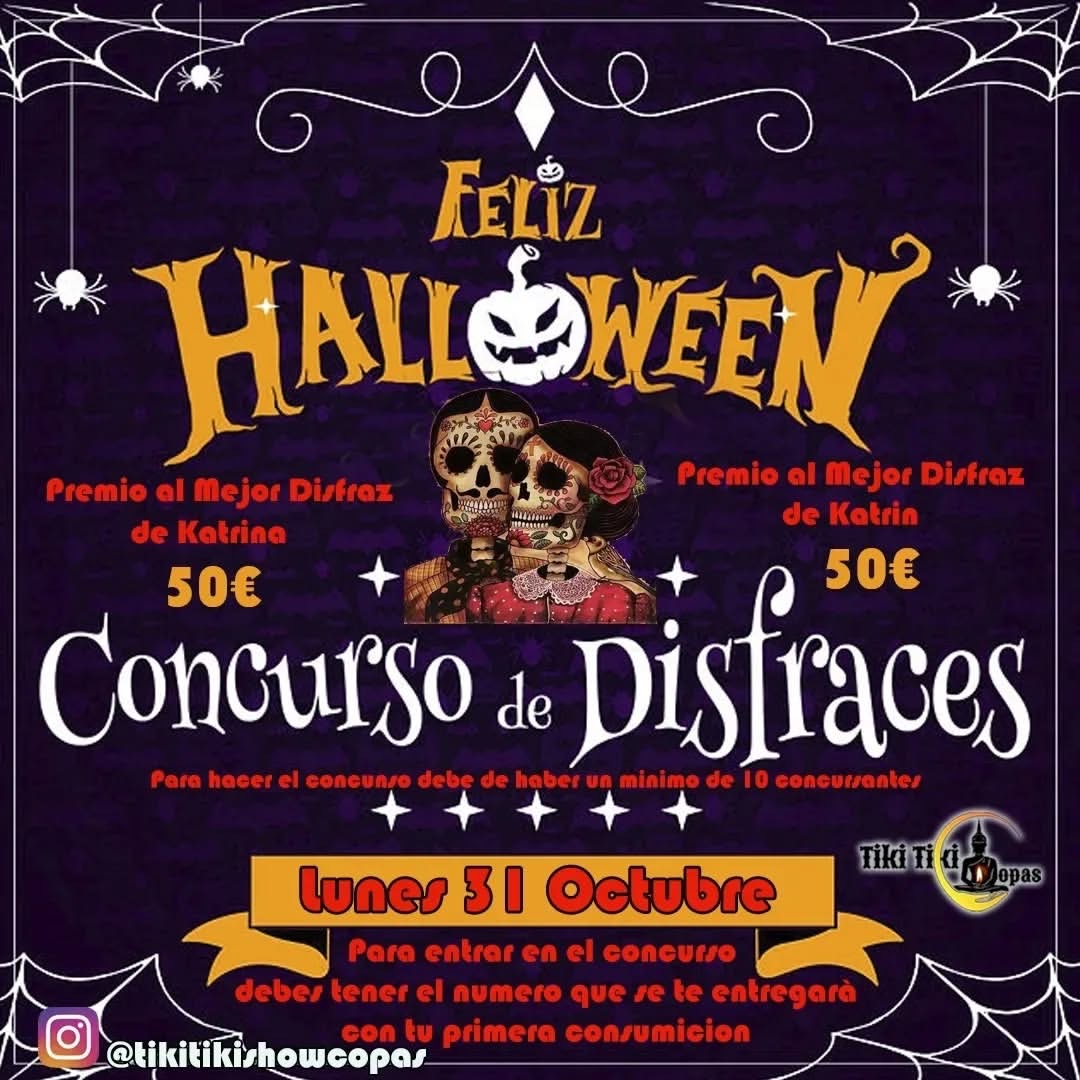 Feliz
Halloween
Premio al Mejor Disfraz
de Katrina
50€
Premio al Mejor Disfraz
de Katrin
50€
Concurso de Disfraces
Para hacer el concunso debe de haber un minimo de 10 concursantes
Tiki Tiki
Copas
Lunes 31 Octubre
Para entrar en el concurso
debes tener el numero que se te entregarà
con tu primera consumicion
@tikitikishowcopas